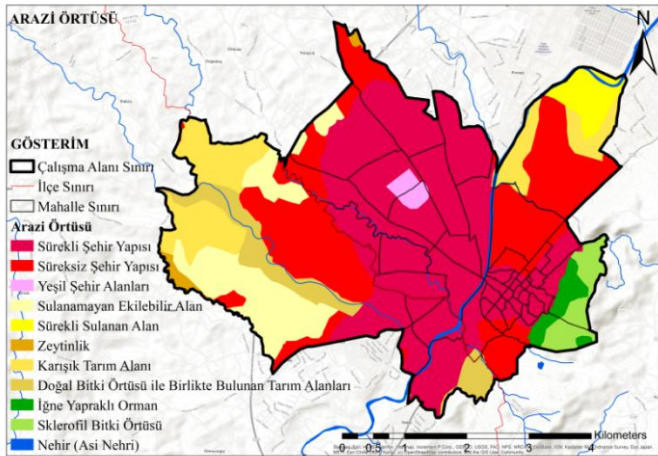 ARAZİ ÖRTÜSÜ
N
GÖSTERİM
Çalışma Alanı Sınırı
İlçe Sınırı
Mahalle Sınırı
Arazi Örtüsü
Sürekli Şehir Yapısı
Süreksiz Şehir Yapısı
Yeşil Şehir Alanları
Sulanamayan Ekilebilir Alan
Sürekli Sulanan Alan
Zeytinlik
Karışık Tarım Alanı
Doğal Bitki Örtüsü ile Birlikte Bulunan Tarım Alanları
İğne Yapraklı Orman
Sklerofil Bitki Örtüsü
Nehir (Asi Nehri)
0 0,5 1 2 3 4
Kilometers